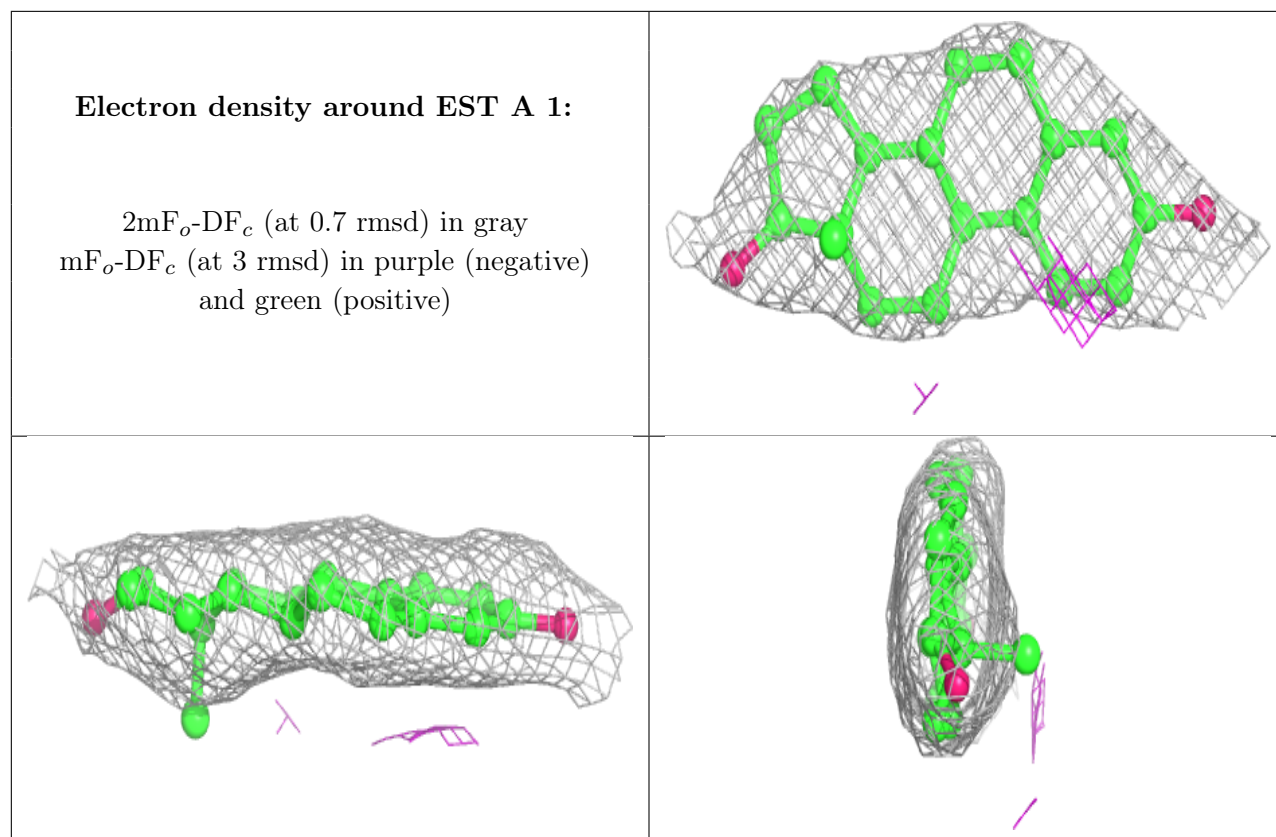 Electron density around EST A 1:
2mFo-DFc (at 0.7 rmsd) in gray
mFo-DFc (at 3 rmsd) in purple (negative)
and green (positive)